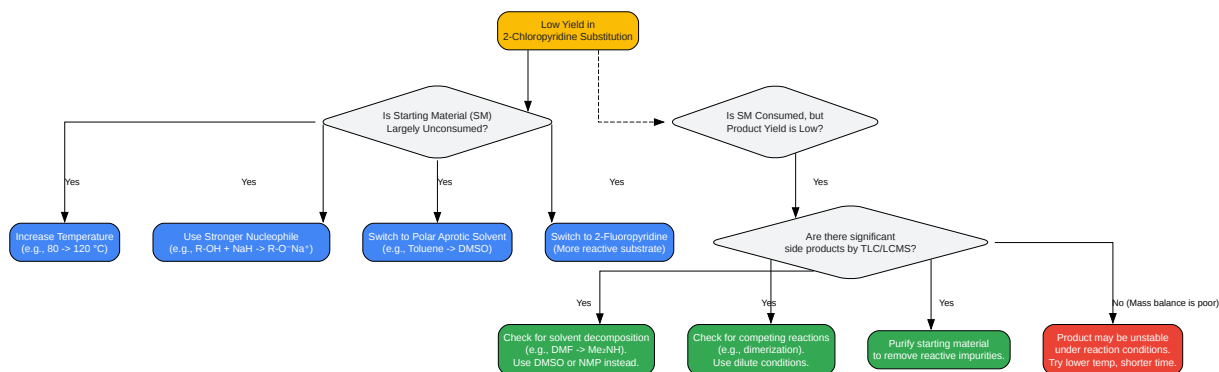 Low Yield in
2-Chloropyridine Substitution
Is Starting Material (SM)
Largely Unconsumed?
Is SM Consumed, but
Product Yield is Low?
Yes
Yes
Yes
Yes
Yes
Increase Temperature
(e.g., 80 -> 120 °C)
Use Stronger Nucleophile
(e.g., R-OH + NaH -> R-O⁻Na⁺)
Switch to Polar Aprotic Solvent
(e.g., Toluene -> DMSO)
Switch to 2-Fluoropyridine
(More reactive substrate)
Are there significant
side products by TLC/LCMS?
Yes
Yes
Yes
No (Mass balance is poor)
Check for solvent decomposition
(e.g., DMF -> Me₂NH).
Use DMSO or NMP instead.
Check for competing reactions
(e.g., dimerization).
Use dilute conditions.
Purify starting material
to remove reactive impurities.
Product may be unstable
under reaction conditions.
Try lower temp, shorter time.